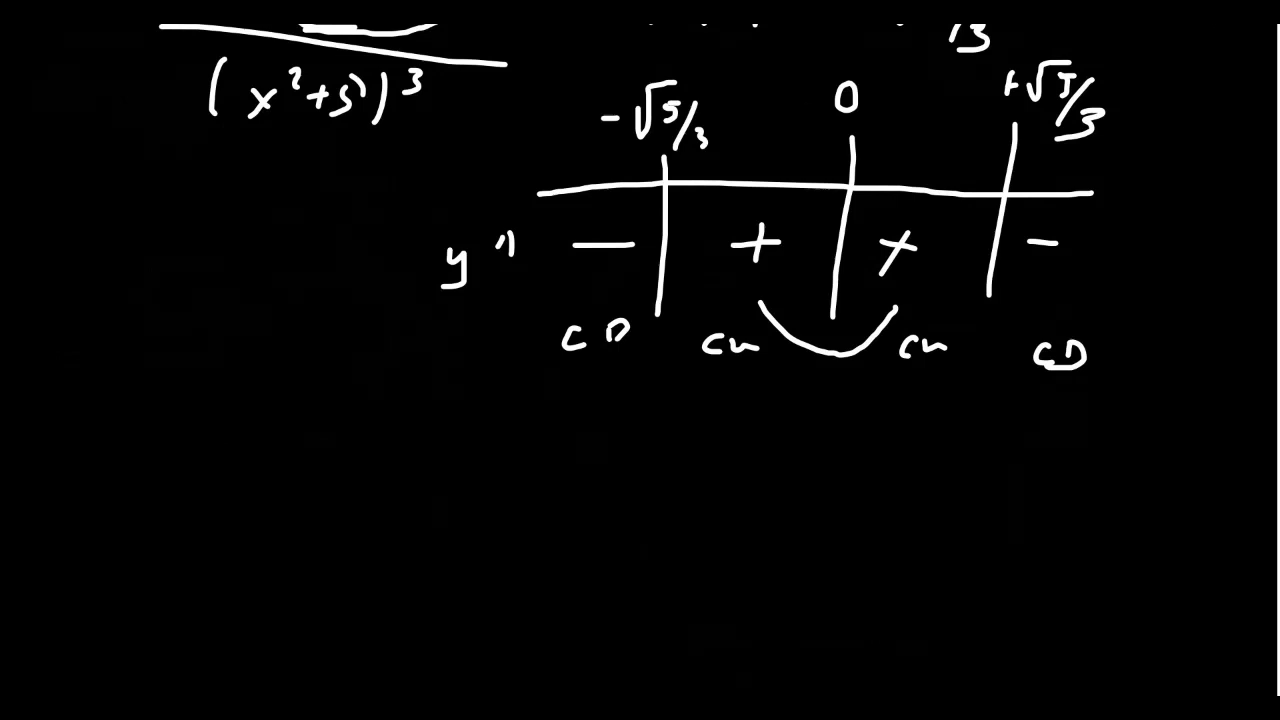 (x²+5)³
-√5/3 0 +√5/3
y" — + + -
CD CU CU CD